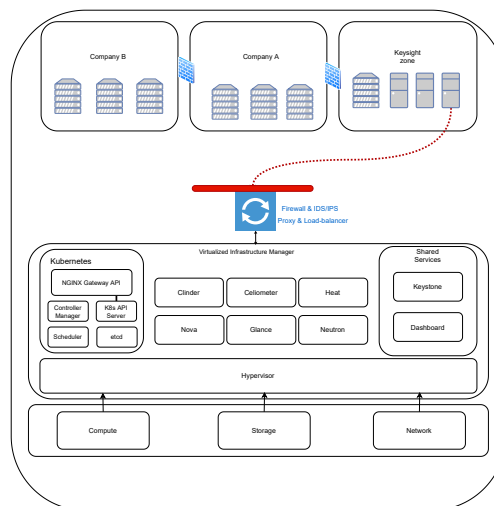 Company B
Company A
Keysight
zone
Firewall & IDS/IPS
Proxy & Load-balancer
Virtualized Infrastructure Manager
Kubernetes
NGINX Gateway API
Controller
Manager
K8s API
Server
Scheduler
etcd
Clinder
Celiometer
Heat
Nova
Glance
Neutron
Shared
Services
Keystone
Dashboard
Hypervisor
Compute
Storage
Network